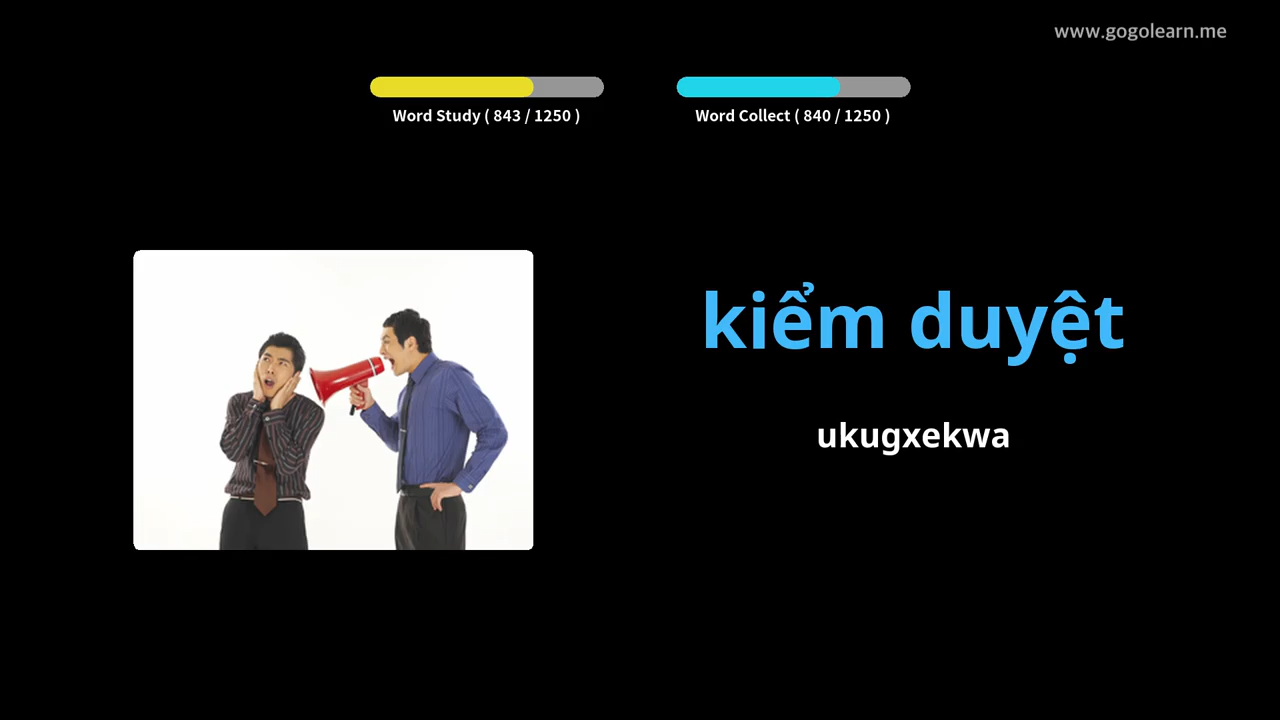 www.gogolearn.me
Word Study ( 843 / 1250 )
Word Collect ( 840 / 1250 )
kiểm duyệt
ukugxekwa